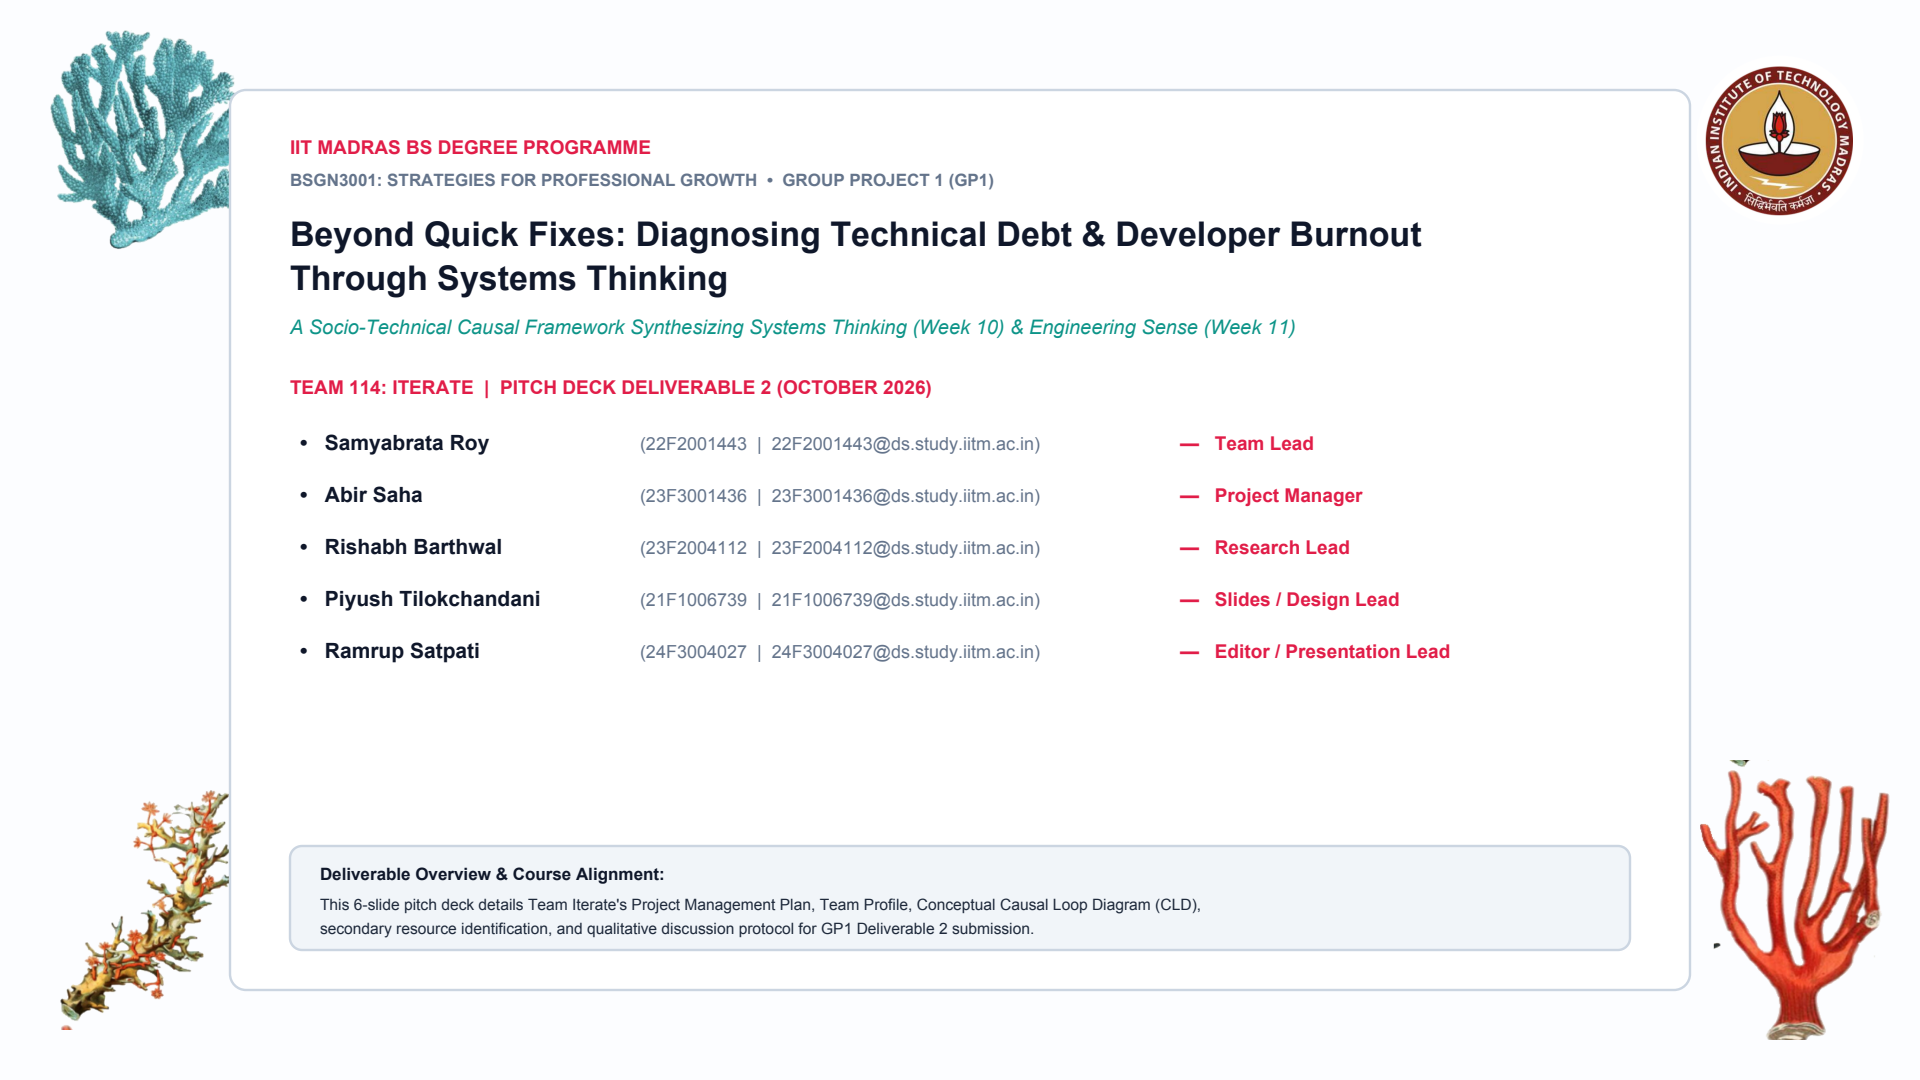 INDIAN INSTITUTE OF TECHNOLOGY MADRAS
सिद्धिर्भवति कर्मजा
IIT MADRAS BS DEGREE PROGRAMME
BSGN3001: STRATEGIES FOR PROFESSIONAL GROWTH • GROUP PROJECT 1 (GP1)
Beyond Quick Fixes: Diagnosing Technical Debt & Developer Burnout
Through Systems Thinking
A Socio-Technical Causal Framework Synthesizing Systems Thinking (Week 10) & Engineering Sense (Week 11)
TEAM 114: ITERATE | PITCH DECK DELIVERABLE 2 (OCTOBER 2026)
• Samyabrata Roy (22F2001443 | 22F2001443@ds.study.iitm.ac.in) — Team Lead
• Abir Saha (23F3001436 | 23F3001436@ds.study.iitm.ac.in) — Project Manager
• Rishabh Barthwal (23F2004112 | 23F2004112@ds.study.iitm.ac.in) — Research Lead
• Piyush Tilokchandani (21F1006739 | 21F1006739@ds.study.iitm.ac.in) — Slides / Design Lead
• Ramrup Satpati (24F3004027 | 24F3004027@ds.study.iitm.ac.in) — Editor / Presentation Lead
Deliverable Overview & Course Alignment:
This 6-slide pitch deck details Team Iterate's Project Management Plan, Team Profile, Conceptual Causal Loop Diagram (CLD),
secondary resource identification, and qualitative discussion protocol for GP1 Deliverable 2 submission.